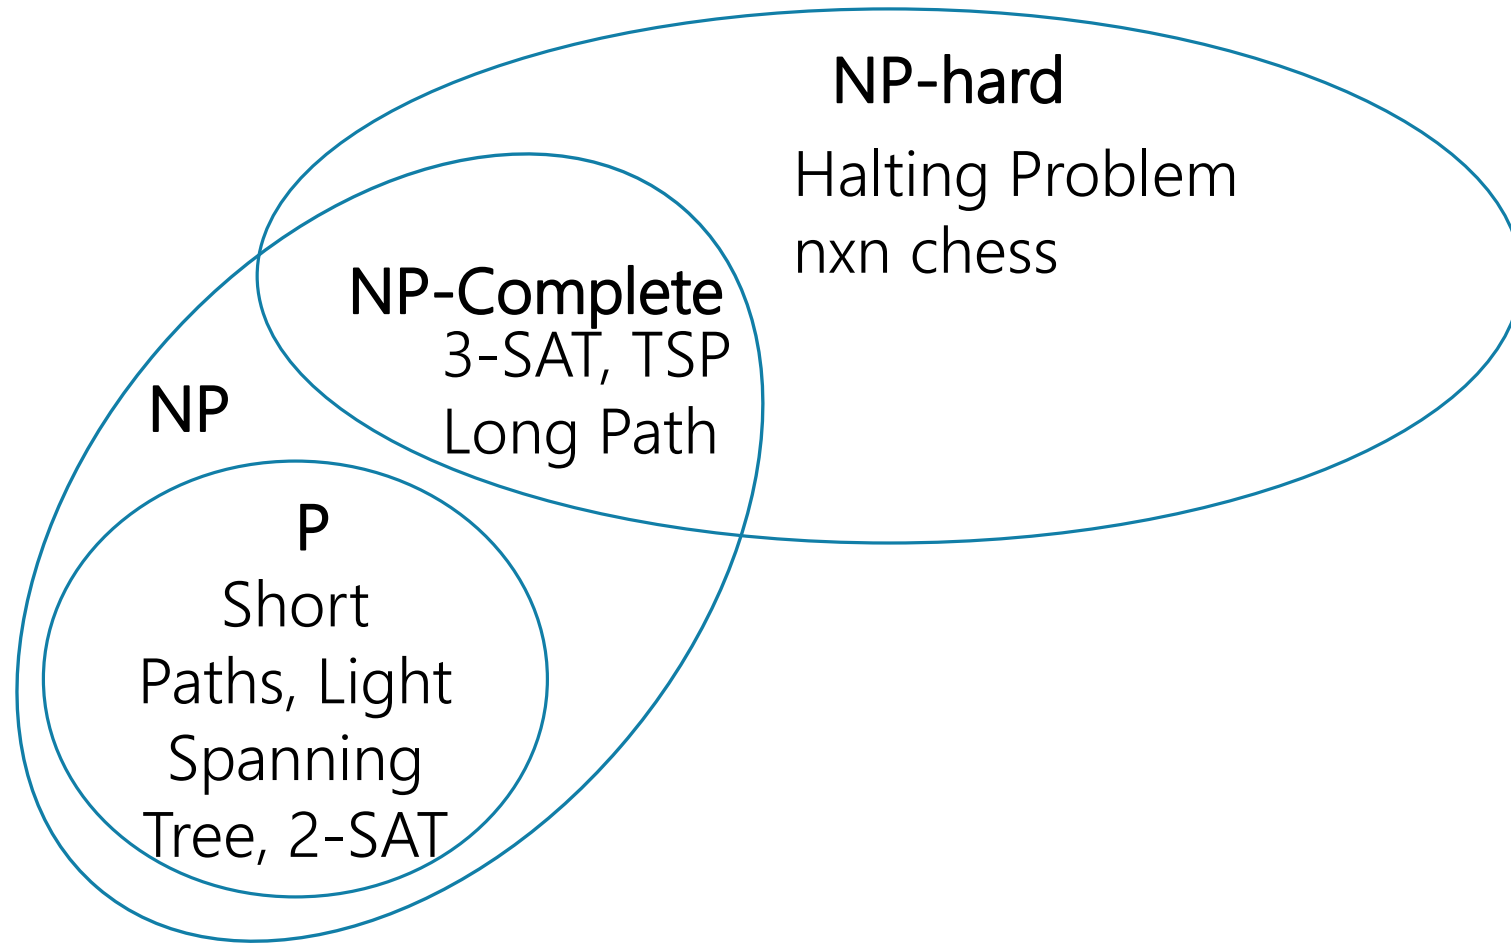 NP-hard
Halting Problem
nxn chess
NP-Complete
3-SAT, TSP
Long Path
NP
P
Short
Paths, Light
Spanning
Tree, 2-SAT